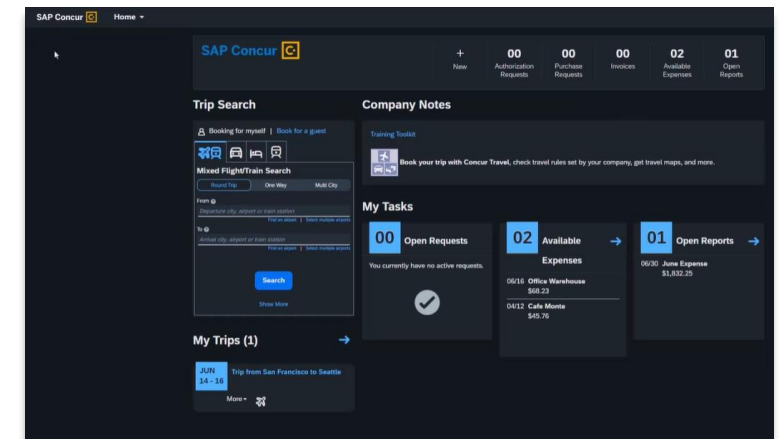 SAP Concur C Home
SAP Concur C
+
New
00
Authorization
Requests
00
Purchase
Requests
00
Invoices
02
Available
Expenses
01
Open
Reports
Trip Search
Booking for myself | Book for a guest
Mixed Flight/Train Search
Round Trip One Way Multi City
From
Departure city, airport or train station
Find an airport | Select multiple airports
To
Arrival city, airport or train station
Find an airport | Select multiple airports
Search
Show More
My Trips (1)
JUN
14 - 16
Trip from San Francisco to Seattle
More
Company Notes
Training Toolkit
Book your trip with Concur Travel, check travel rules set by your company, get travel maps, and more.
My Tasks
00 Open Requests
You currently have no active requests.
02 Available
Expenses
06/16 Office Warehouse
$68.23
04/12 Cafe Monte
$45.76
01 Open Reports
06/30 June Expense
$1,832.25